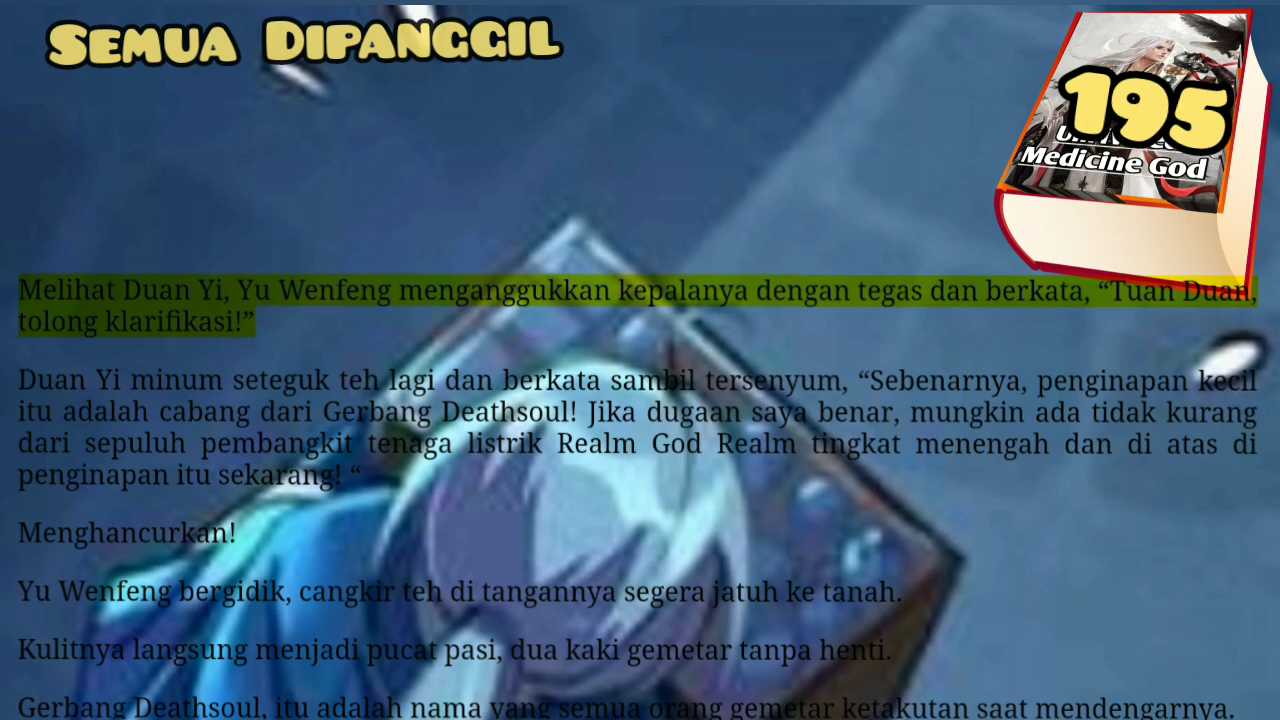 Semua Dipanggil
195
Medicine God
Melihat Duan Yi, Yu Wenfeng menganggukkan kepalanya dengan tegas dan berkata, “Tuan Duan,
tolong klarifikasi!”
Duan Yi minum seteguk teh lagi dan berkata sambil tersenyum, “Sebenarnya, penginapan kecil
itu adalah cabang dari Gerbang Deathsoul! Jika dugaan saya benar, mungkin ada tidak kurang
dari sepuluh pembangkit tenaga listrik Realm God Realm tingkat menengah dan di atas di
penginapan itu sekarang! “
Menghancurkan!
Yu Wenfeng bergidik, cangkir teh di tangannya segera jatuh ke tanah.
Kulitnya langsung menjadi pucat pasi, dua kaki gemetar tanpa henti.
Gerbang Deathsoul, itu adalah nama yang semua orang gemetar ketakutan saat mendengarnya.